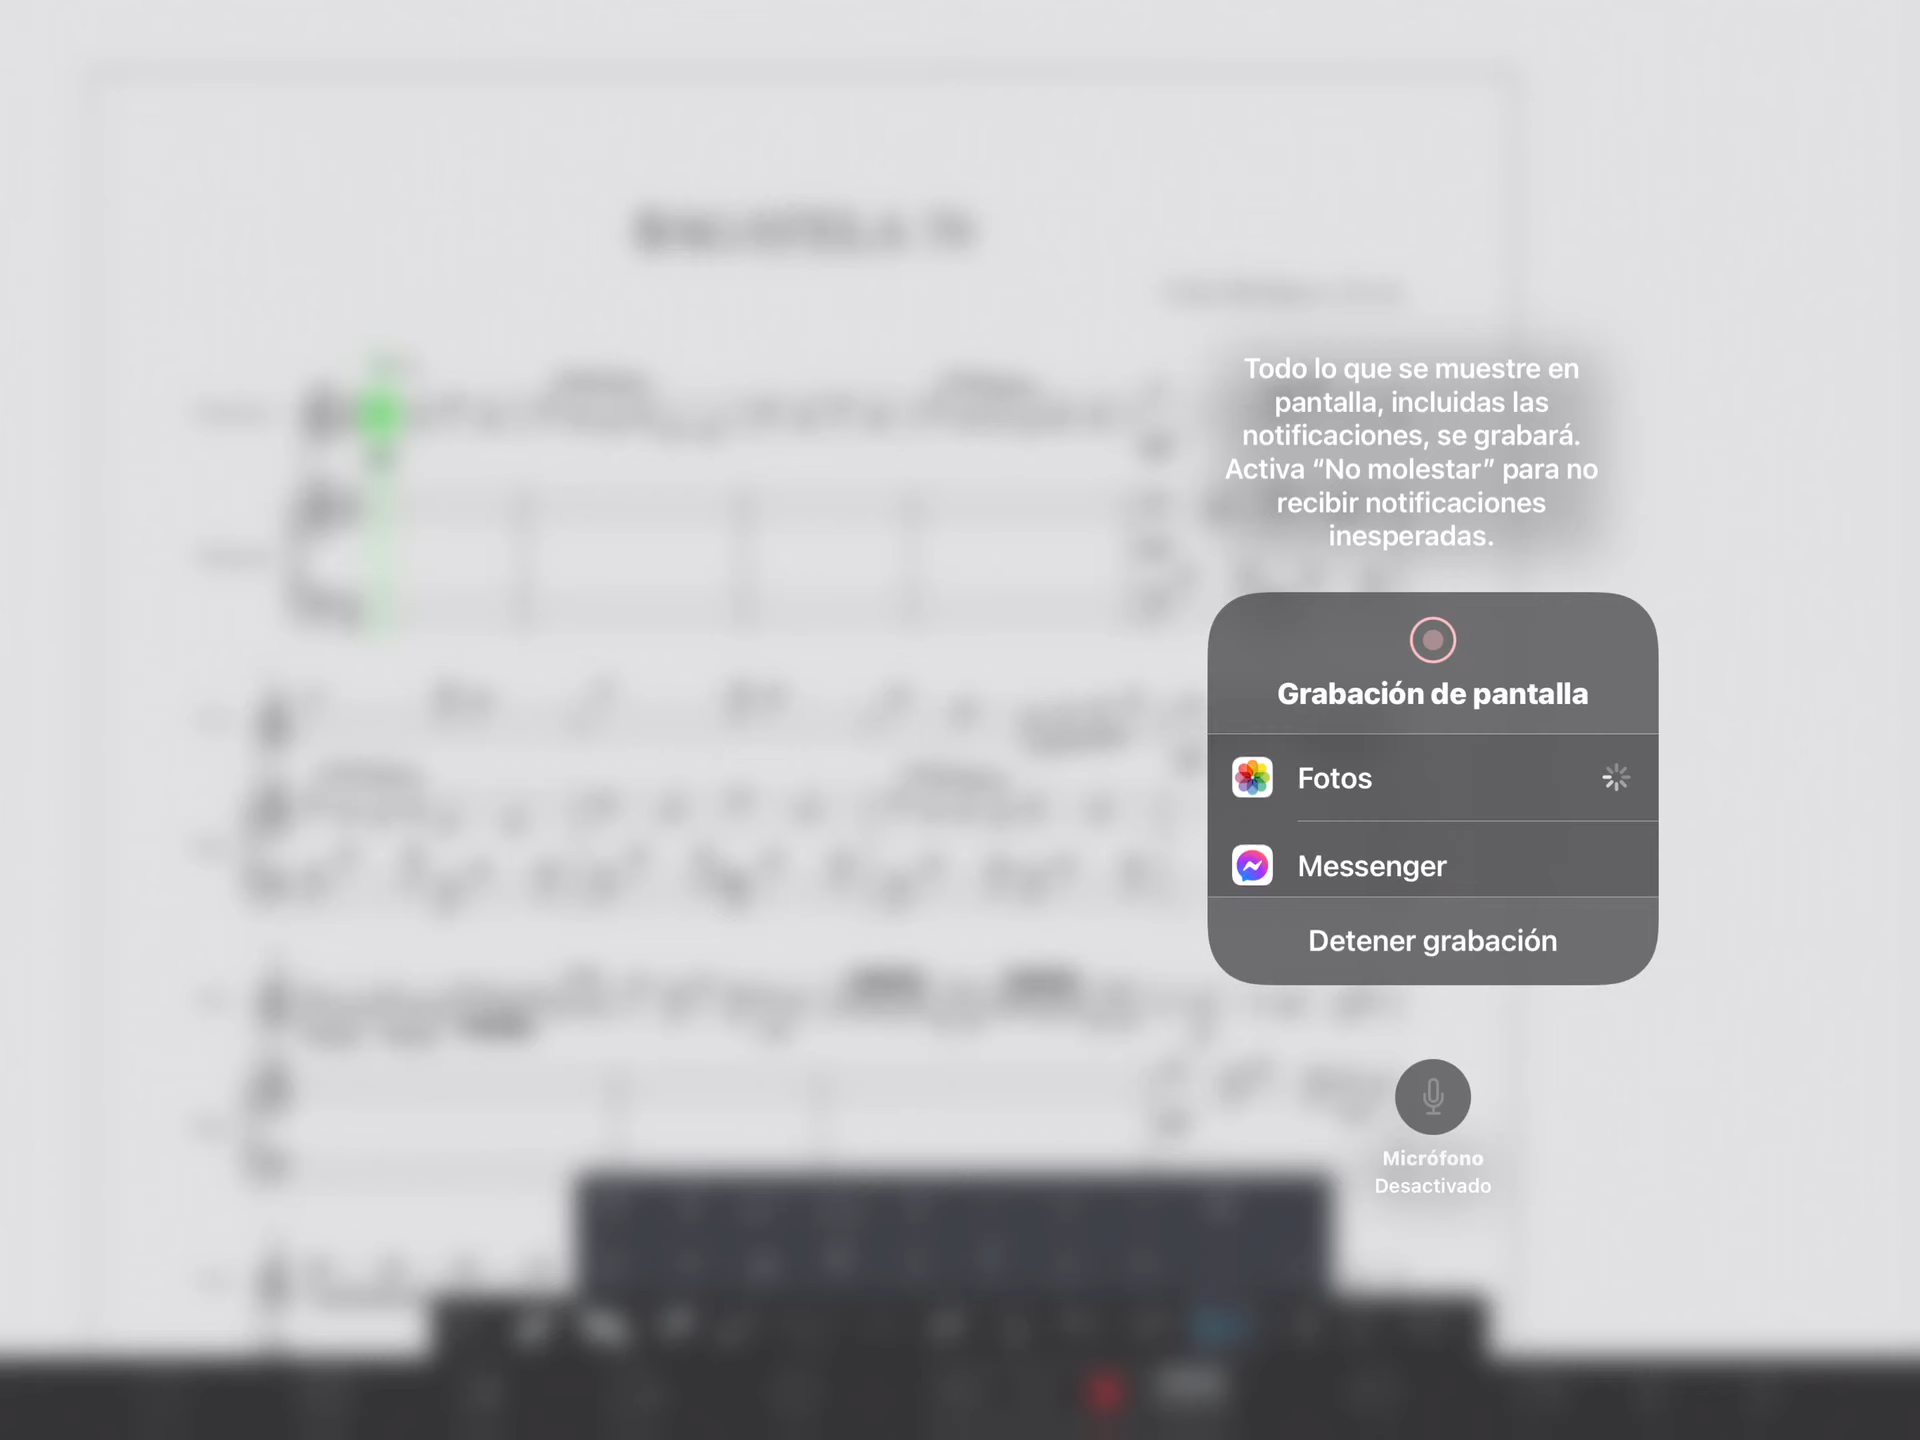 Todo lo que se muestre en
pantalla, incluidas las
notificaciones, se grabará.
Activa “No molestar” para no
recibir notificaciones
inesperadas.
Grabación de pantalla
Fotos
Messenger
Detener grabación
Micrófono
Desactivado